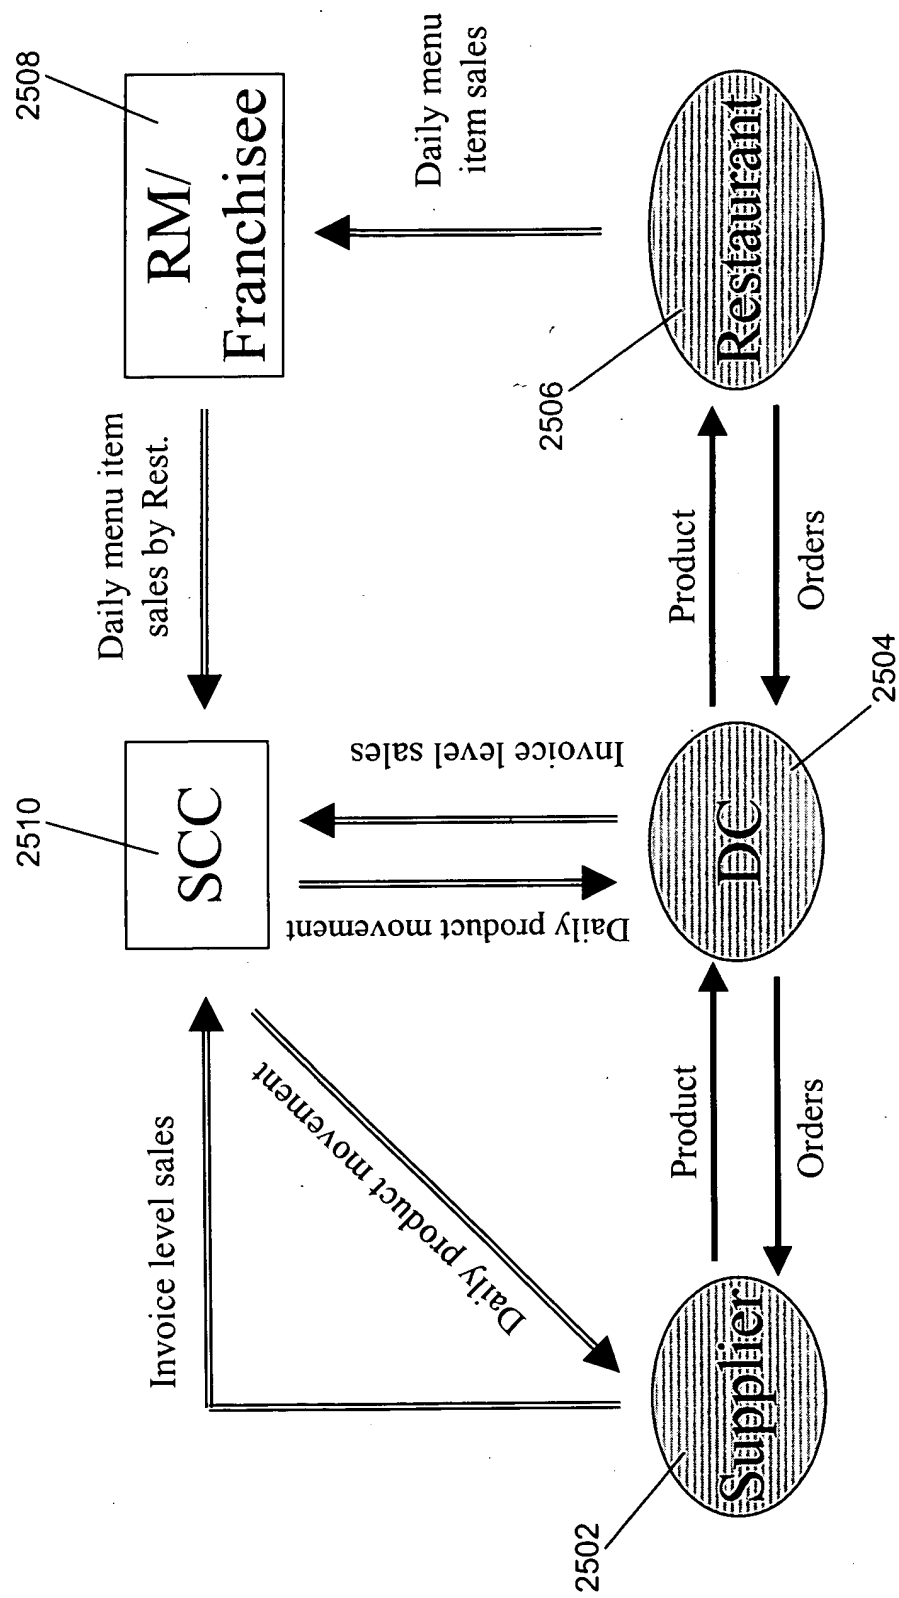 2510
2508
Invoice level sales
Daily menu item
sales by Rest.
SCC
RM/
Franchisee
Daily product movement
Daily product movement
Invoice level sales
Daily menu
item sales
2502
2506
Product
Product
Supplier
DC
Restaurant
Orders
Orders
2504